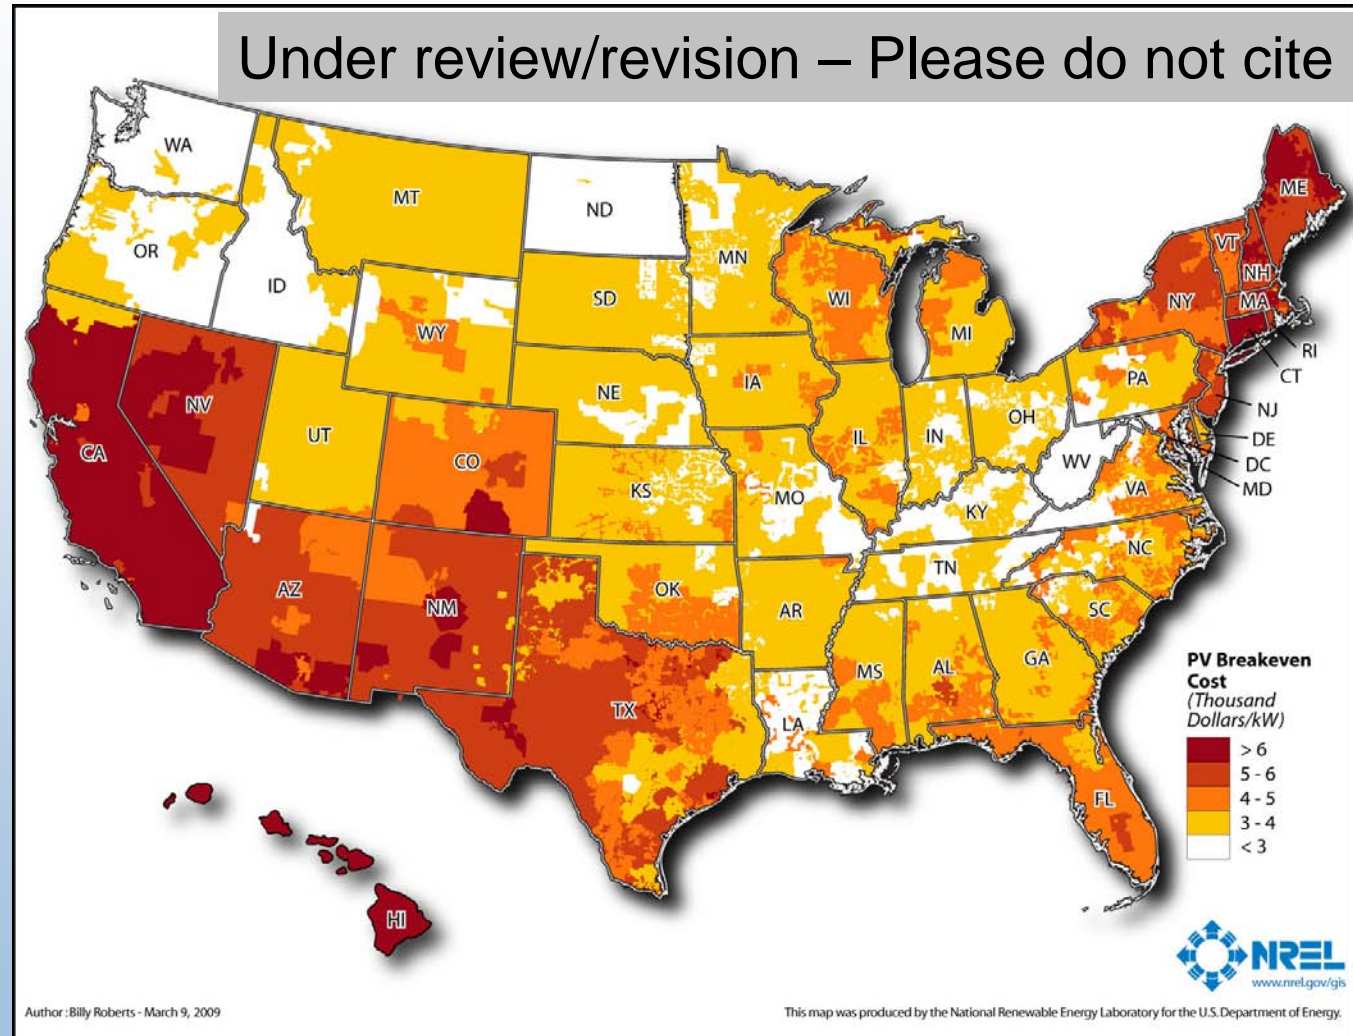 Under review/revision – Please do not cite
WA
MT
ND
ME
OR
MN
VT
ID
NH
SD
WI
NY
MA
WY
MI
RI
IA
CT
NE
PA
NV
NJ
OH
UT
IL
IN
DE
CA
CO
WV
DC
KS
MO
VA
MD
KY
NC
TN
AZ
OK
NM
AR
SC
MS
AL
GA
TX
LA
FL
HI
PV Breakeven
Cost
(Thousand
Dollars/kW)
> 6
5 - 6
4 - 5
3 - 4
< 3
NREL
www.nrel.gov/gis
Author : Billy Roberts - March 9, 2009
This map was produced by the National Renewable Energy Laboratory for the U.S. Department of Energy.